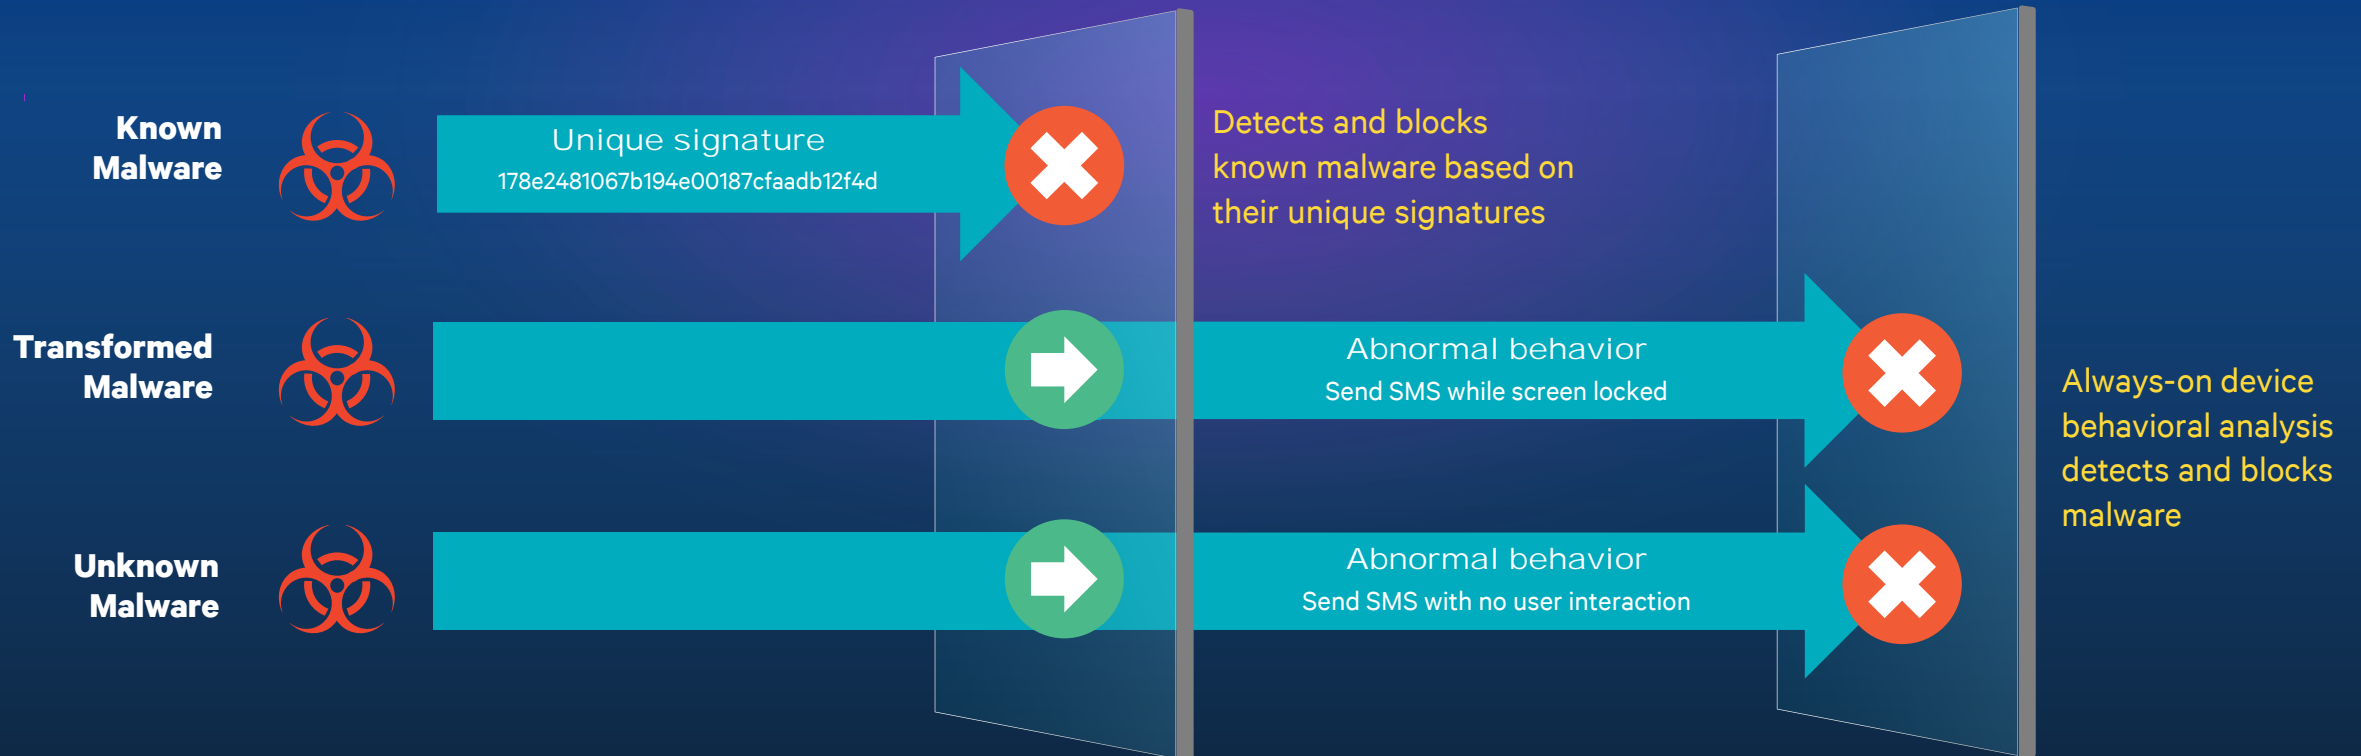 Known
Malware
Unique signature
178e2481067b194e00187cfaadb12f4d
Detects and blocks
known malware based on
their unique signatures
Transformed
Malware
Abnormal behavior
Send SMS while screen locked
Always-on device
behavioral analysis
detects and blocks
malware
Unknown
Malware
Abnormal behavior
Send SMS with no user interaction